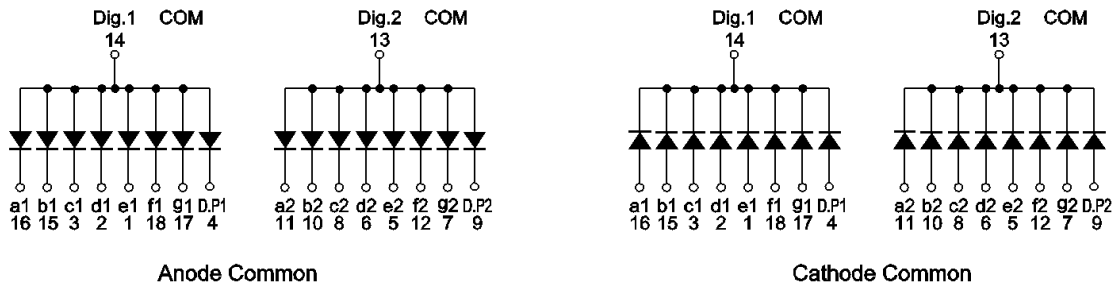 Dig.1 COM
14
Dig.2 COM
13
Dig.1 COM
14
Dig.2 COM
13
a1 b1 c1 d1 e1 f1 g1 D.P1
16 15 3 2 1 18 17 4
a2 b2 c2 d2 e2 f2 g2 D.P2
11 10 8 6 5 12 7 9
a1 b1 c1 d1 e1 f1 g1 D.P1
16 15 3 2 1 18 17 4
a2 b2 c2 d2 e2 f2 g2 D.P2
11 10 8 6 5 12 7 9
Anode Common
Cathode Common